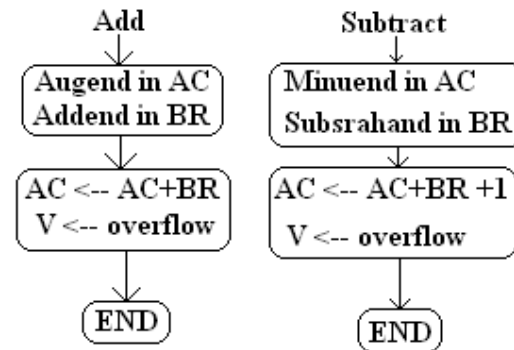 Add
Augend in AC
Addend in BR
AC <-- AC+BR
V <-- overflow
END
Subtract
Minuend in AC
Subsrahand in BR
AC <-- AC+BR +1
V <-- overflow
END